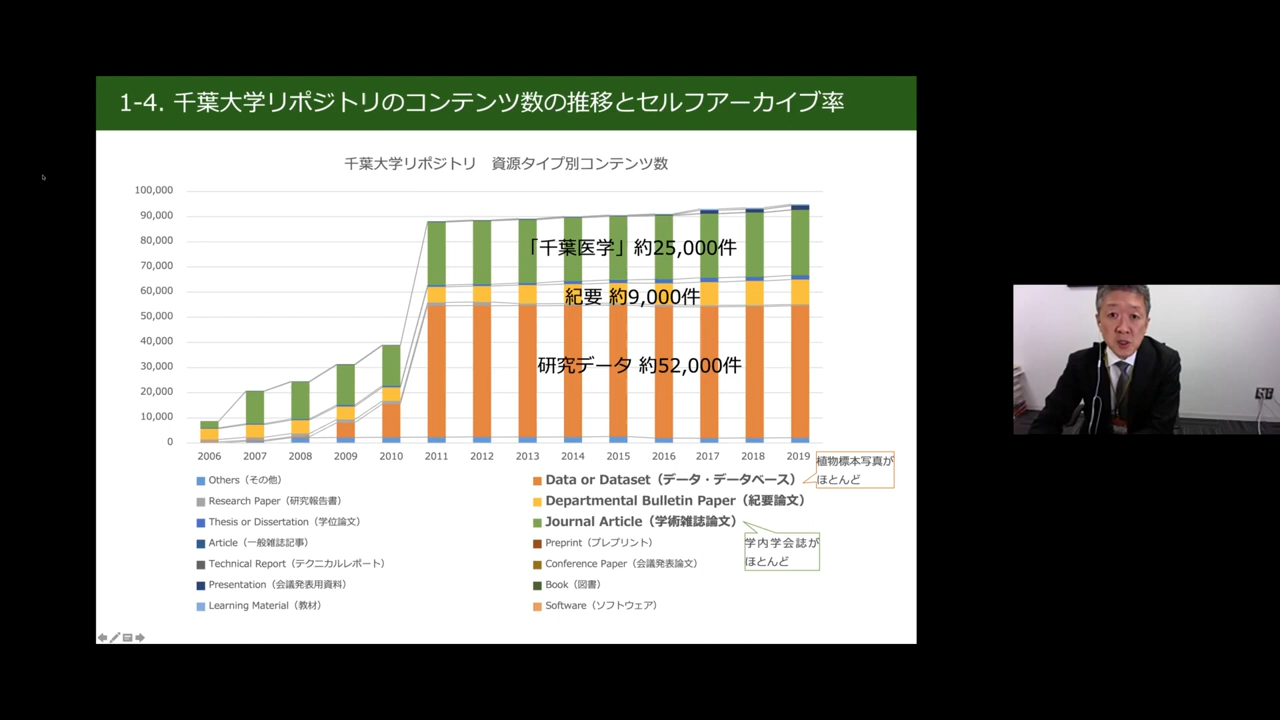 1-4. 千葉大学リポジトリのコンテンツ数の推移とセルフアーカイブ率
千葉大学リポジトリ　資源タイプ別コンテンツ数
100,000
90,000
80,000
70,000
60,000
50,000
40,000
30,000
20,000
10,000
0
「千葉医学」約25,000件
紀要 約9,000件
研究データ 約52,000件
2006 2007 2008 2009 2010 2011 2012 2013 2014 2015 2016 2017 2018 2019
植物標本写真が
ほとんど
Others（その他）
Data or Dataset（データ・データベース）
Research Paper（研究報告書）
Departmental Bulletin Paper（紀要論文）
Thesis or Dissertation（学位論文）
Journal Article（学術雑誌論文）
学内学会誌が
ほとんど
Article（一般雑誌記事）
Preprint（プレプリント）
Technical Report（テクニカルレポート）
Conference Paper（会議発表論文）
Presentation（会議発表用資料）
Book（図書）
Learning Material（教材）
Software（ソフトウェア）